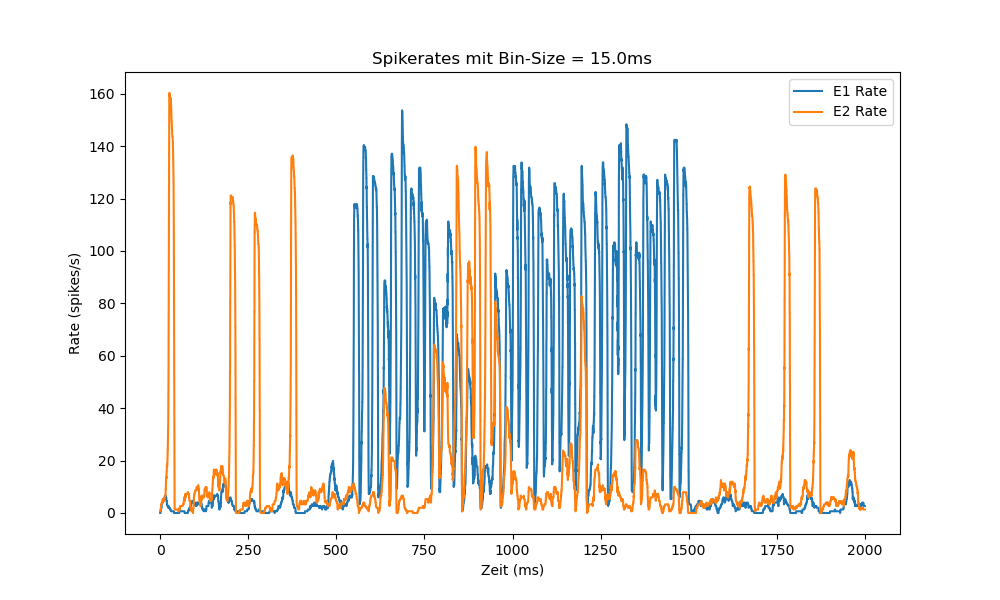 Spikerates mit Bin-Size = 15.0ms
E1 Rate
E2 Rate
160
140
120
100
80
60
40
20
0
Rate (spikes/s)
0 250 500 750 1000 1250 1500 1750 2000
Zeit (ms)